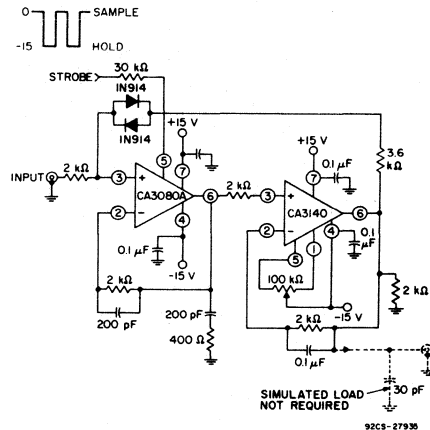 0
SAMPLE
-15
HOLD
STROBE
30 kΩ
1N914
1N914
+15 V
+15 V
0.1 µF
3.6
kΩ
INPUT
2 kΩ
3
+
5
7
CA3080A
6
2 kΩ
3
+
7
CA3140
6
2
−
4
2
−
5
1
4
0.1
µF
0.1 µF
-15 V
100 kΩ
-15 V
2 kΩ
2 kΩ
200 pF
200 pF
400 Ω
2 kΩ
0.1 µF
30 pF
SIMULATED LOAD
NOT REQUIRED
92CS-27935